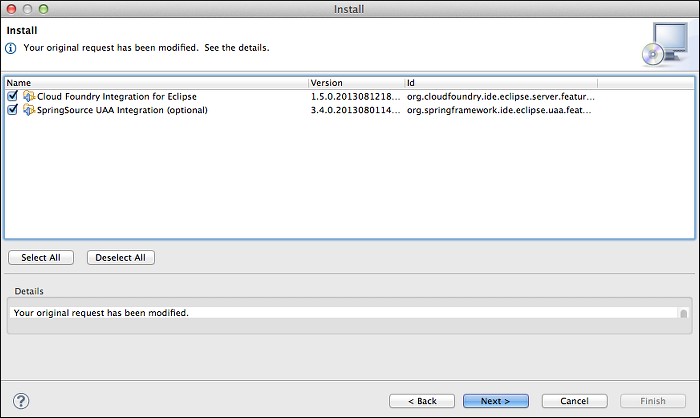 Install
Install
Your original request has been modified.  See the details.
Name Version Id
Cloud Foundry Integration for Eclipse 1.5.0.2013081218... org.cloudfoundry.ide.eclipse.server.featur...
SpringSource UAA Integration (optional) 3.4.0.2013080114... org.springframework.ide.eclipse.uaa.feat...
Select All Deselect All
Details
Your original request has been modified.
? < Back Next > Cancel Finish